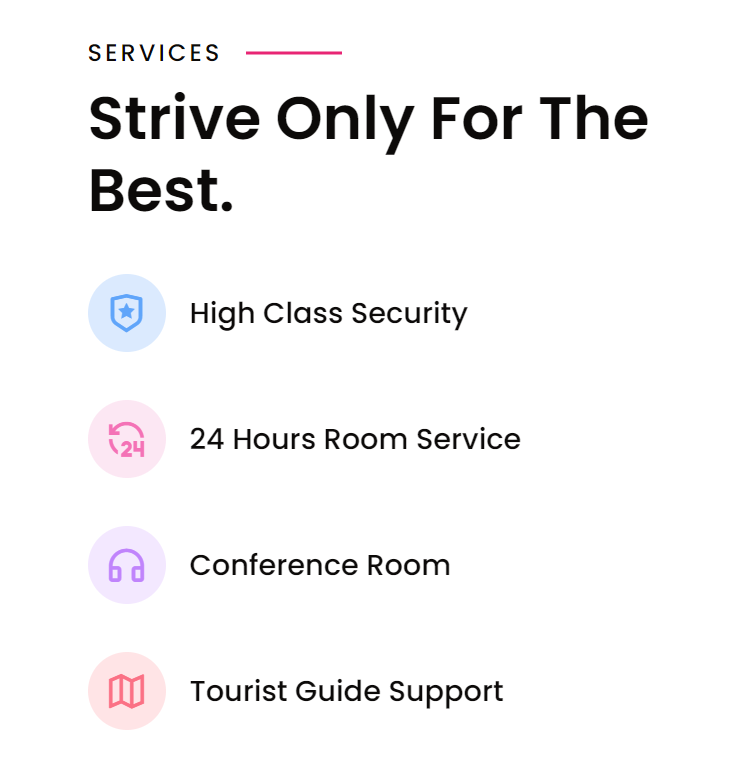 SERVICES
Strive Only For The
Best.
High Class Security
24
24 Hours Room Service
Conference Room
Tourist Guide Support